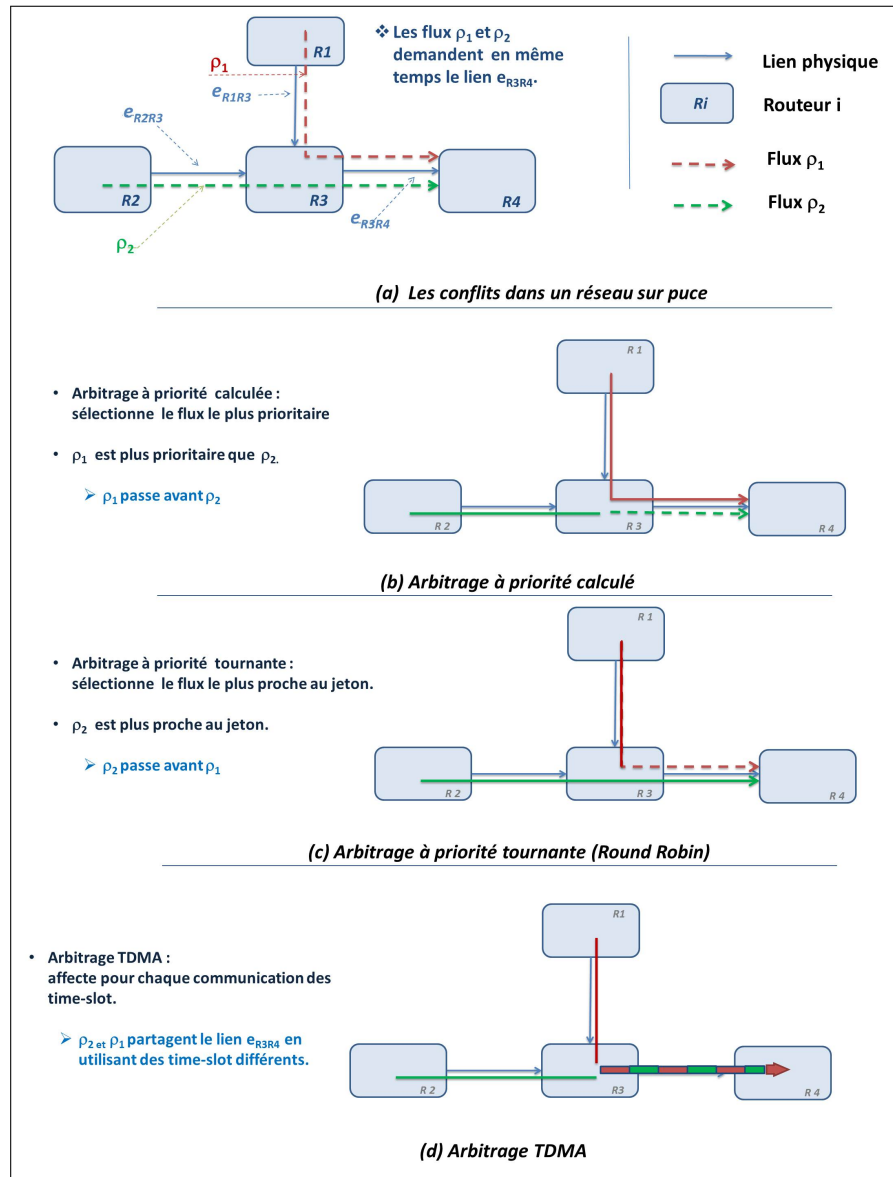 R1
❖ Les flux ρ1 et ρ2
demandent en même
temps le lien eR3R4.
ρ1
eR1R3
eR2R3
R2
R3
R4
eR3R4
ρ2
Lien physique
Ri
Routeur i
Flux ρ1
Flux ρ2
(a) Les conflits dans un réseau sur puce
R 1
• Arbitrage à priorité calculée :
sélectionne le flux le plus prioritaire
• ρ1 est plus prioritaire que ρ2.
➢ ρ1 passe avant ρ2
R 2
R 3
R 4
(b) Arbitrage à priorité calculé
R 1
• Arbitrage à priorité tournante :
sélectionne le flux le plus proche au jeton.
• ρ2 est plus proche au jeton.
➢ ρ2 passe avant ρ1
R 2
R 3
R 4
(c) Arbitrage à priorité tournante (Round Robin)
R1
• Arbitrage TDMA :
affecte pour chaque communication des
time-slot.
➢ ρ2 et ρ1 partagent le lien eR3R4 en
utilisant des time-slot différents.
R 2
R3
R 4
(d) Arbitrage TDMA